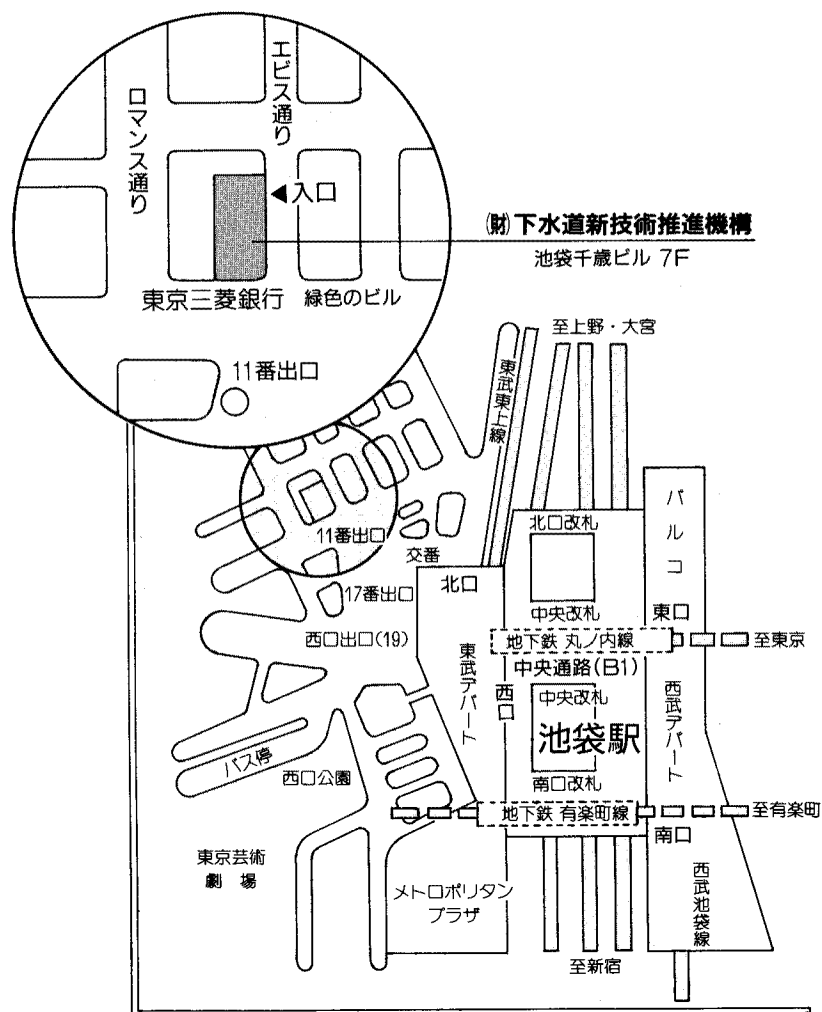 エビス通り
ロマンス通り
◀入口
㈶下水道新技術推進機構
池袋千歳ビル 7F
東京三菱銀行
緑色のビル
11番出口
至上野・大宮
東武東上線
11番出口
交番
17番出口
西口出口(19)
北口
北口改札
中央改札
パルコ
東口
地下鉄 丸ノ内線
至東京
中央通路(B1)
東武デパート
西口
中央改札
池袋駅
南口改札
西武デパート
バス停
西口公園
地下鉄 有楽町線
至有楽町
南口
東京芸術
劇場
メトロポリタン
プラザ
西武池袋線
至新宿